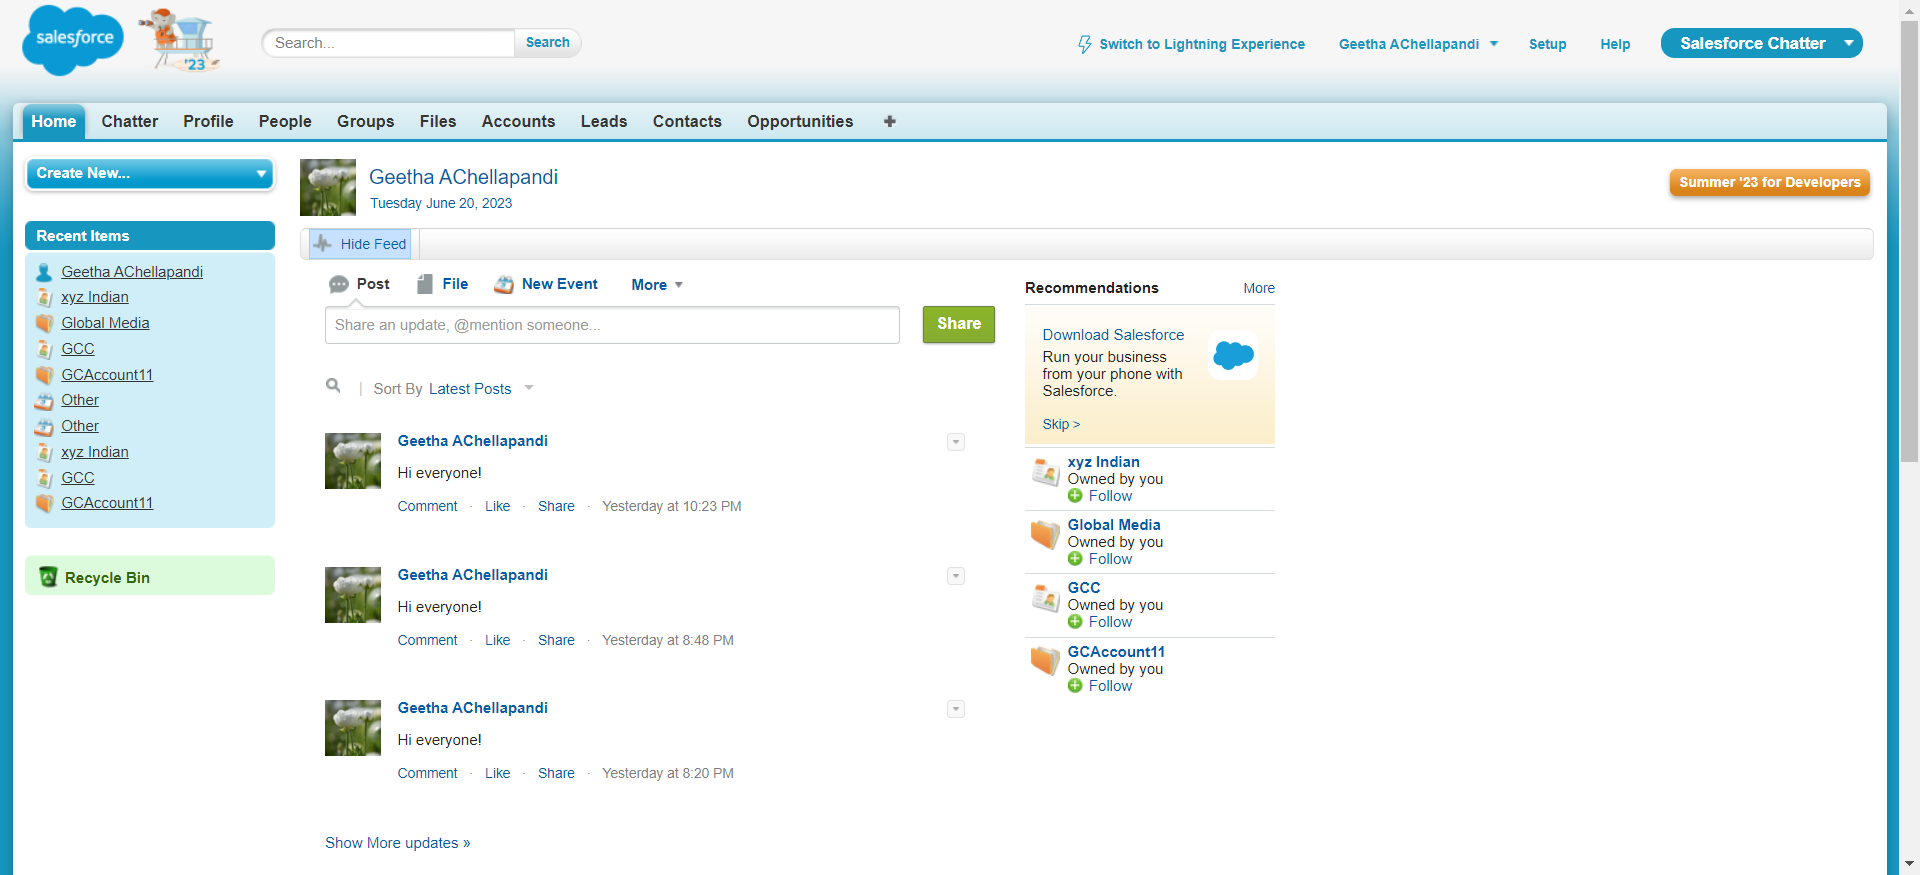 salesforce
'23
Search...
Search
Switch to Lightning Experience
Geetha AChellapandi
Setup
Help
Salesforce Chatter
Home
Chatter
Profile
People
Groups
Files
Accounts
Leads
Contacts
Opportunities
Create New...
Recent Items
Geetha AChellapandi
xyz Indian
Global Media
GCC
GCAccount11
Other
Other
xyz Indian
GCC
GCAccount11
Recycle Bin
Geetha AChellapandi
Tuesday June 20, 2023
Summer '23 for Developers
Hide Feed
Post
File
New Event
More
Share an update, @mention someone...
Share
| Sort By Latest Posts
Geetha AChellapandi
Hi everyone!
Comment · Like · Share · Yesterday at 10:23 PM
Geetha AChellapandi
Hi everyone!
Comment · Like · Share · Yesterday at 8:48 PM
Geetha AChellapandi
Hi everyone!
Comment · Like · Share · Yesterday at 8:20 PM
Show More updates »
Recommendations
More
Download Salesforce
Run your business
from your phone with
Salesforce.
Skip >
xyz Indian
Owned by you
Follow
Global Media
Owned by you
Follow
GCC
Owned by you
Follow
GCAccount11
Owned by you
Follow